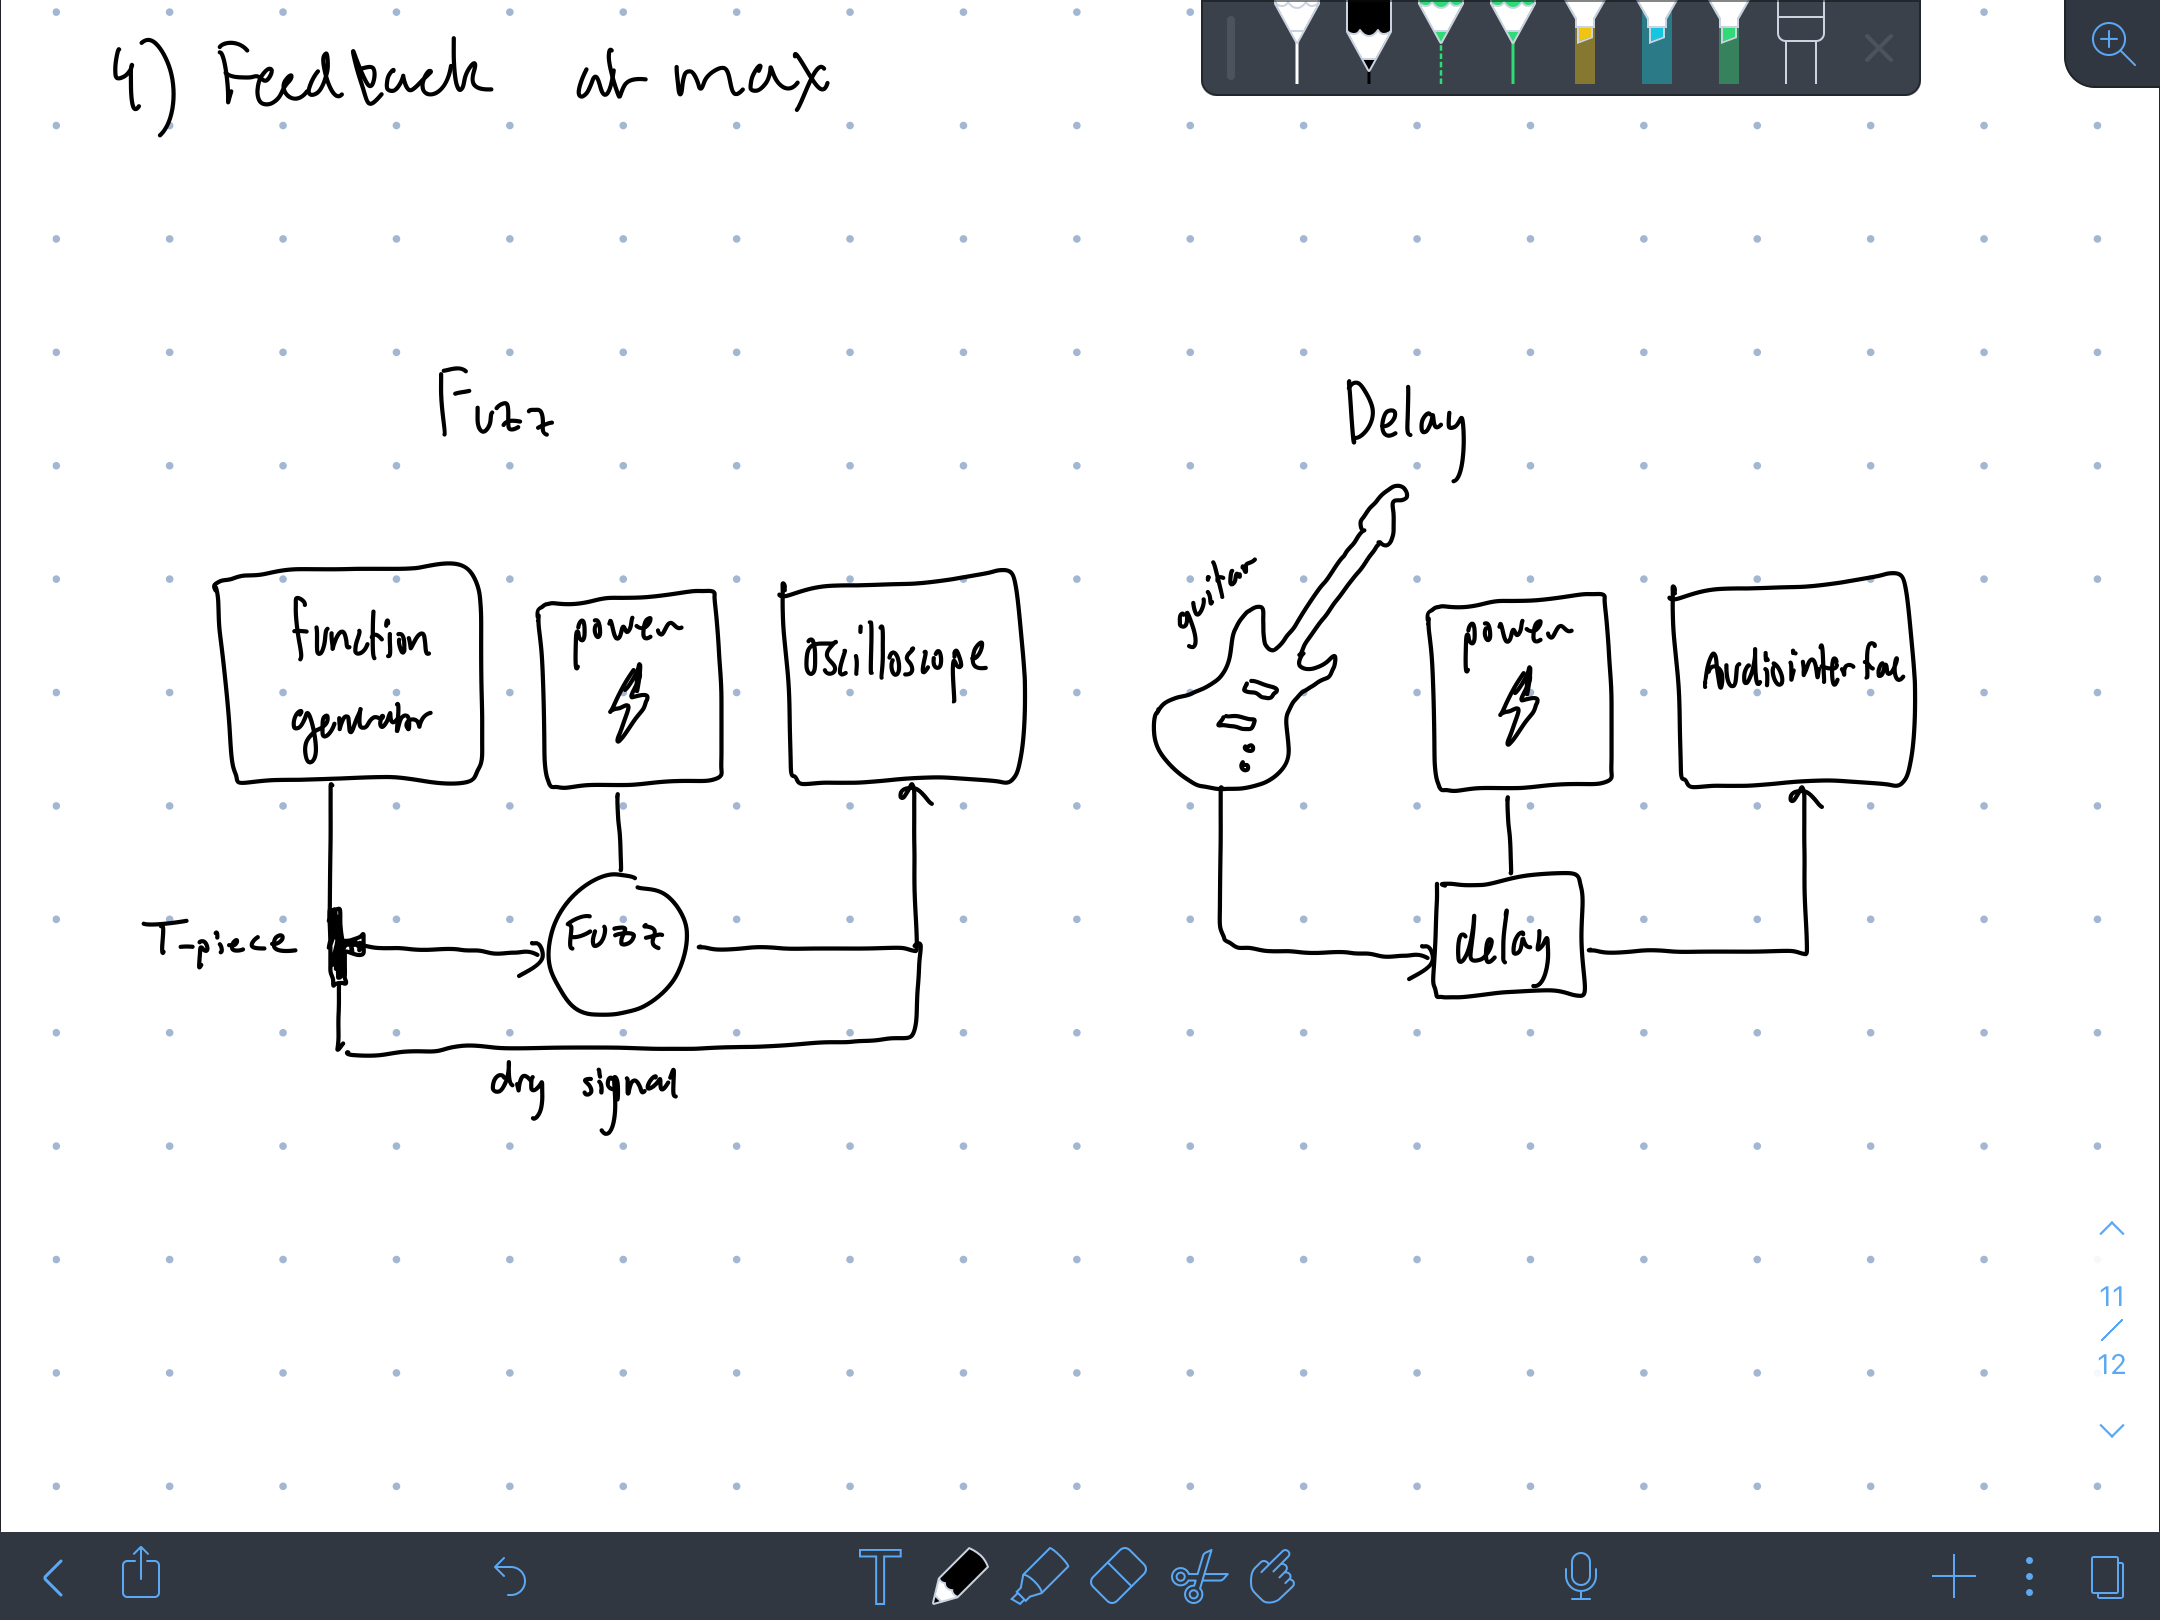 4) Feedback at max
Fuzz
Delay
function
generator
power
oscilloscope
guitar
power
Audiointerface
T-piece
Fuzz
delay
dry signal
11
/
12
T